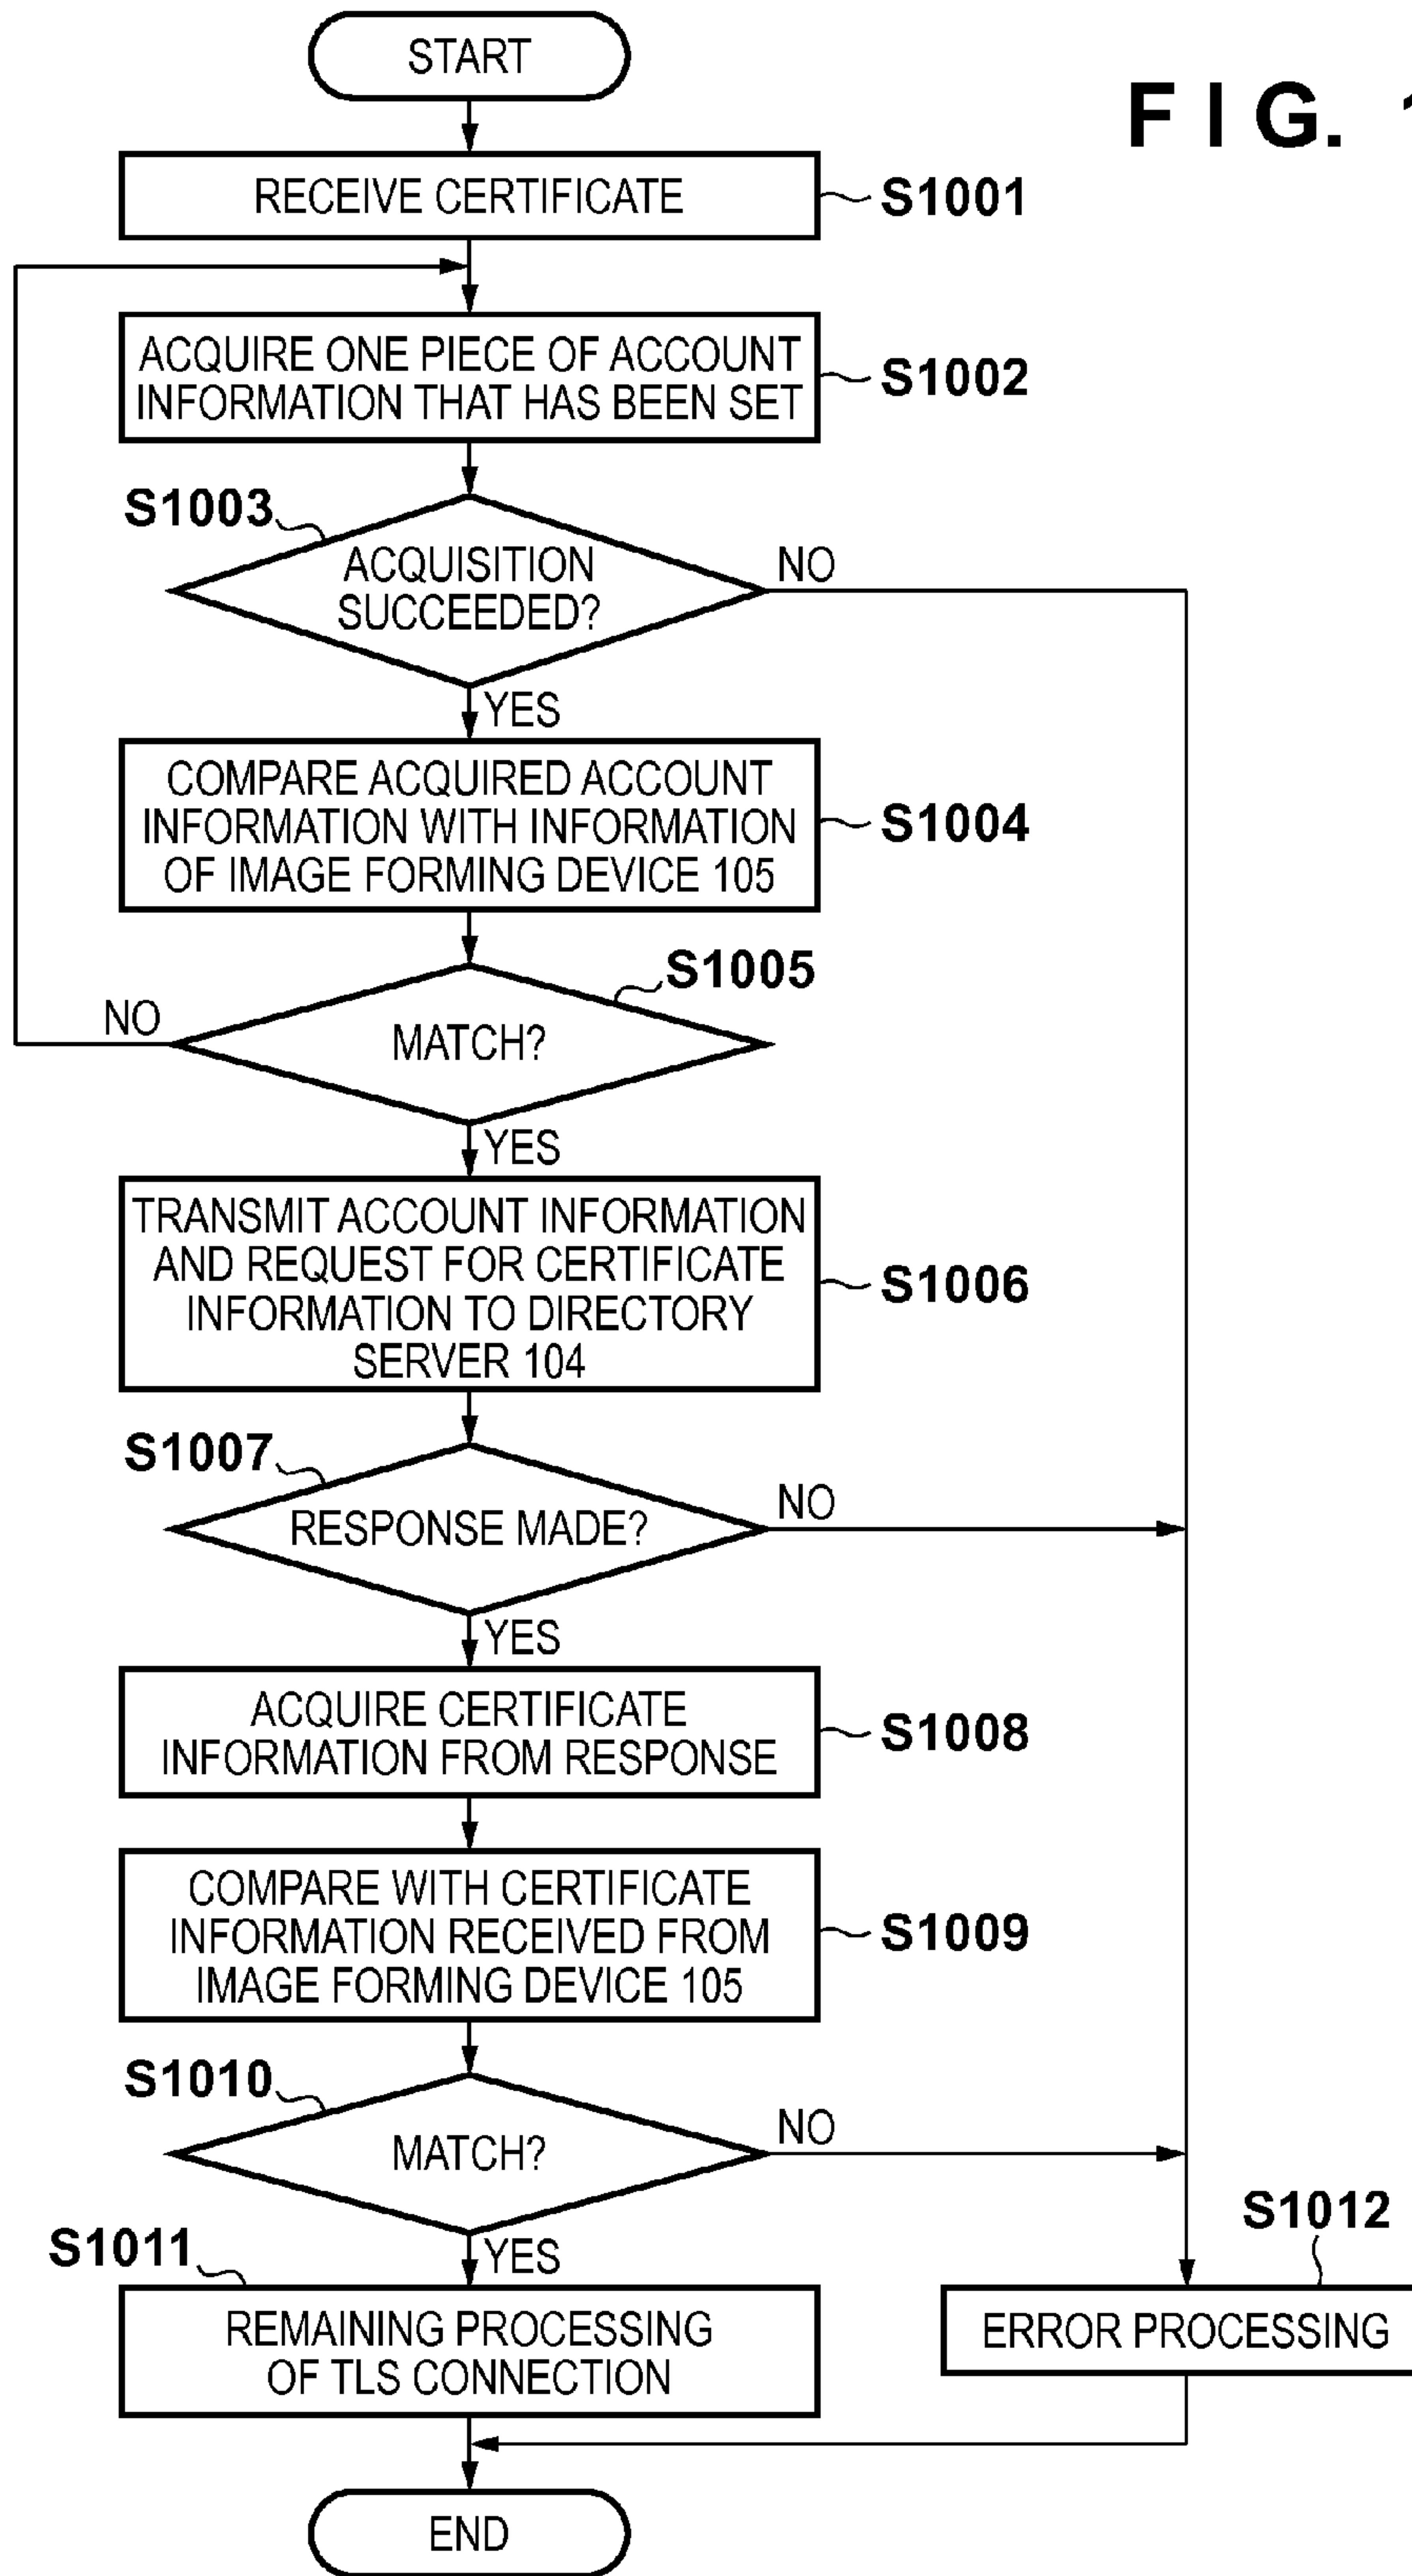 START
F I G. 1
RECEIVE CERTIFICATE
S1001
ACQUIRE ONE PIECE OF ACCOUNT
INFORMATION THAT HAS BEEN SET
S1002
S1003
ACQUISITION
SUCCEEDED?
NO
YES
COMPARE ACQUIRED ACCOUNT
INFORMATION WITH INFORMATION
OF IMAGE FORMING DEVICE 105
S1004
S1005
NO
MATCH?
YES
TRANSMIT ACCOUNT INFORMATION
AND REQUEST FOR CERTIFICATE
INFORMATION TO DIRECTORY
SERVER 104
S1006
S1007
RESPONSE MADE?
NO
YES
ACQUIRE CERTIFICATE
INFORMATION FROM RESPONSE
S1008
COMPARE WITH CERTIFICATE
INFORMATION RECEIVED FROM
IMAGE FORMING DEVICE 105
S1009
S1010
MATCH?
NO
YES
S1011
REMAINING PROCESSING
OF TLS CONNECTION
S1012
ERROR PROCESSING
END